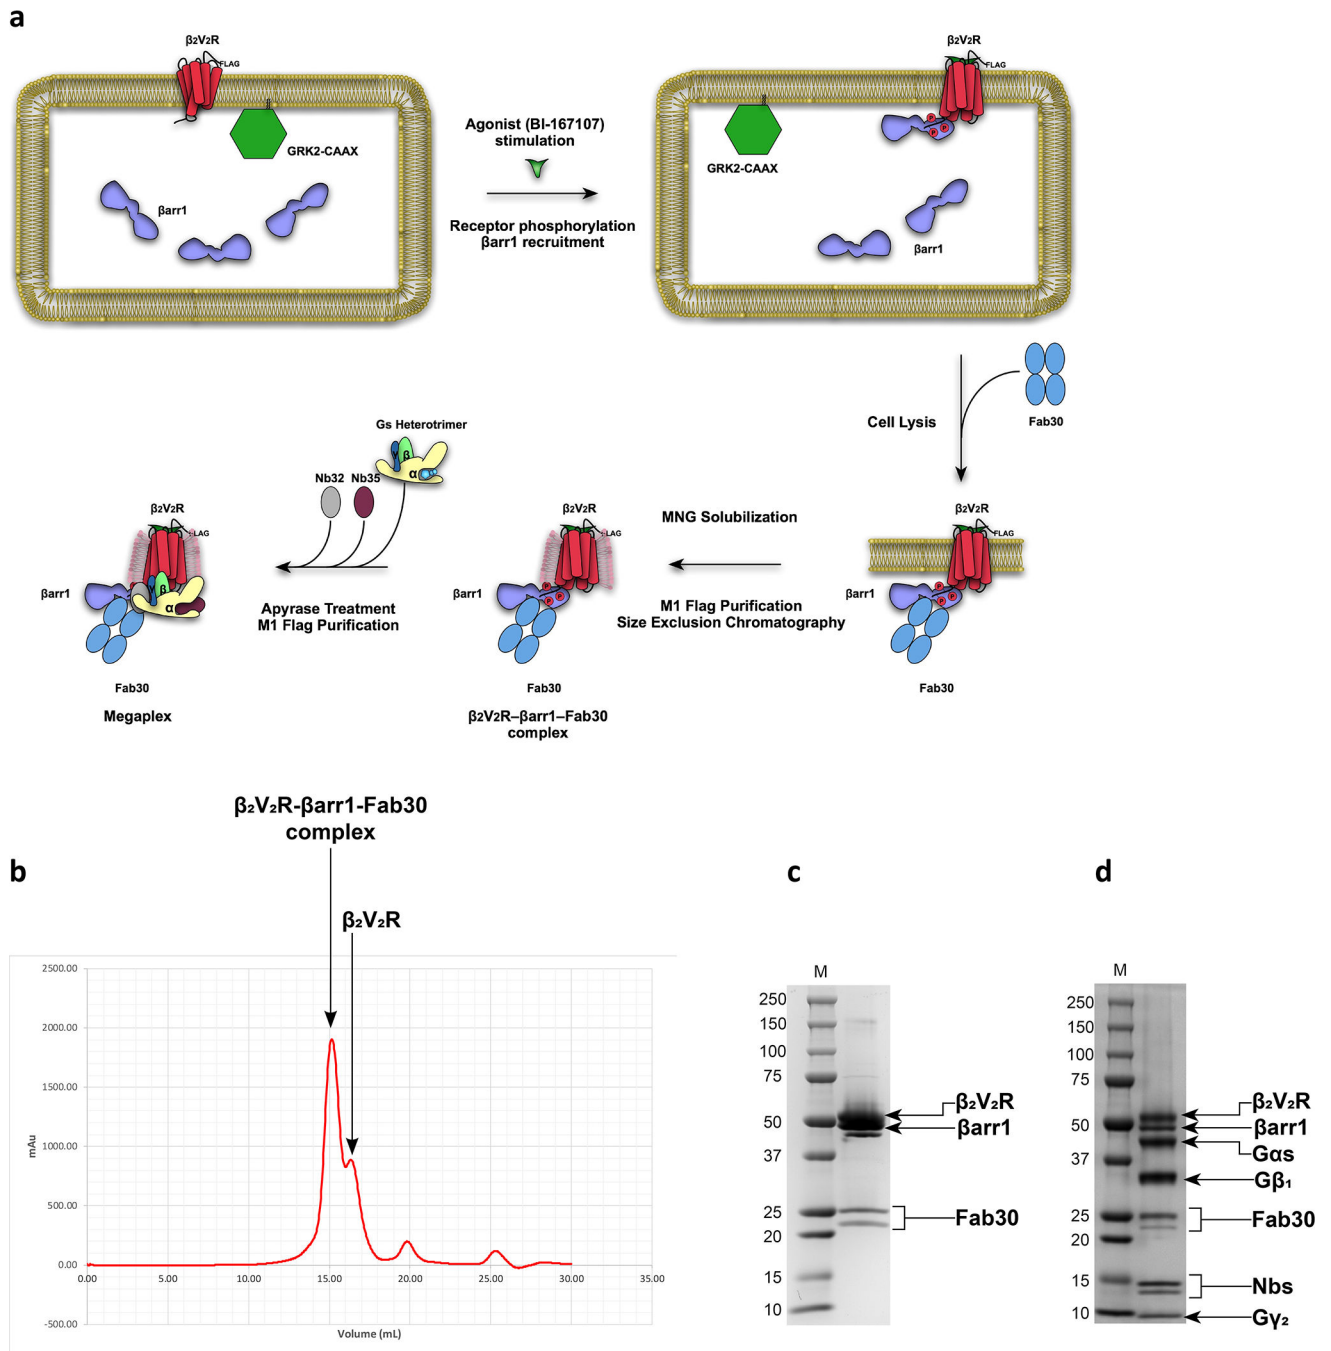 a
β₂V₂R
FLAG
GRK2-CAAX
βarr1
Agonist (BI-167107)
stimulation
Receptor phosphorylation
βarr1 recruitment
β₂V₂R
FLAG
P
P
P
GRK2-CAAX
βarr1
Cell Lysis
Fab30
β₂V₂R
FLAG
P
P
P
βarr1
Fab30
MNG Solubilization
M1 Flag Purification
Size Exclusion Chromatography
β₂V₂R
FLAG
P
P
P
βarr1
Fab30
β₂V₂R–βarr1–Fab30
complex
Gs Heterotrimer
γ
β
α
Nb32
Nb35
Apyrase Treatment
M1 Flag Purification
β₂V₂R
FLAG
γ
β
α
βarr1
Fab30
Megaplex
b
β₂V₂R-βarr1-Fab30
complex
β₂V₂R
2500.00
2000.00
1500.00
1000.00
500.00
0.00
-500.00
mAu
0.00
5.00
10.00
15.00
20.00
25.00
30.00
35.00
Volume (mL)
c
M
250
150
100
75
50
37
25
20
15
10
β₂V₂R
βarr1
Fab30
d
M
250
150
100
75
50
37
25
20
15
10
β₂V₂R
βarr1
Gαs
Gβ₁
Fab30
Nbs
Gγ₂